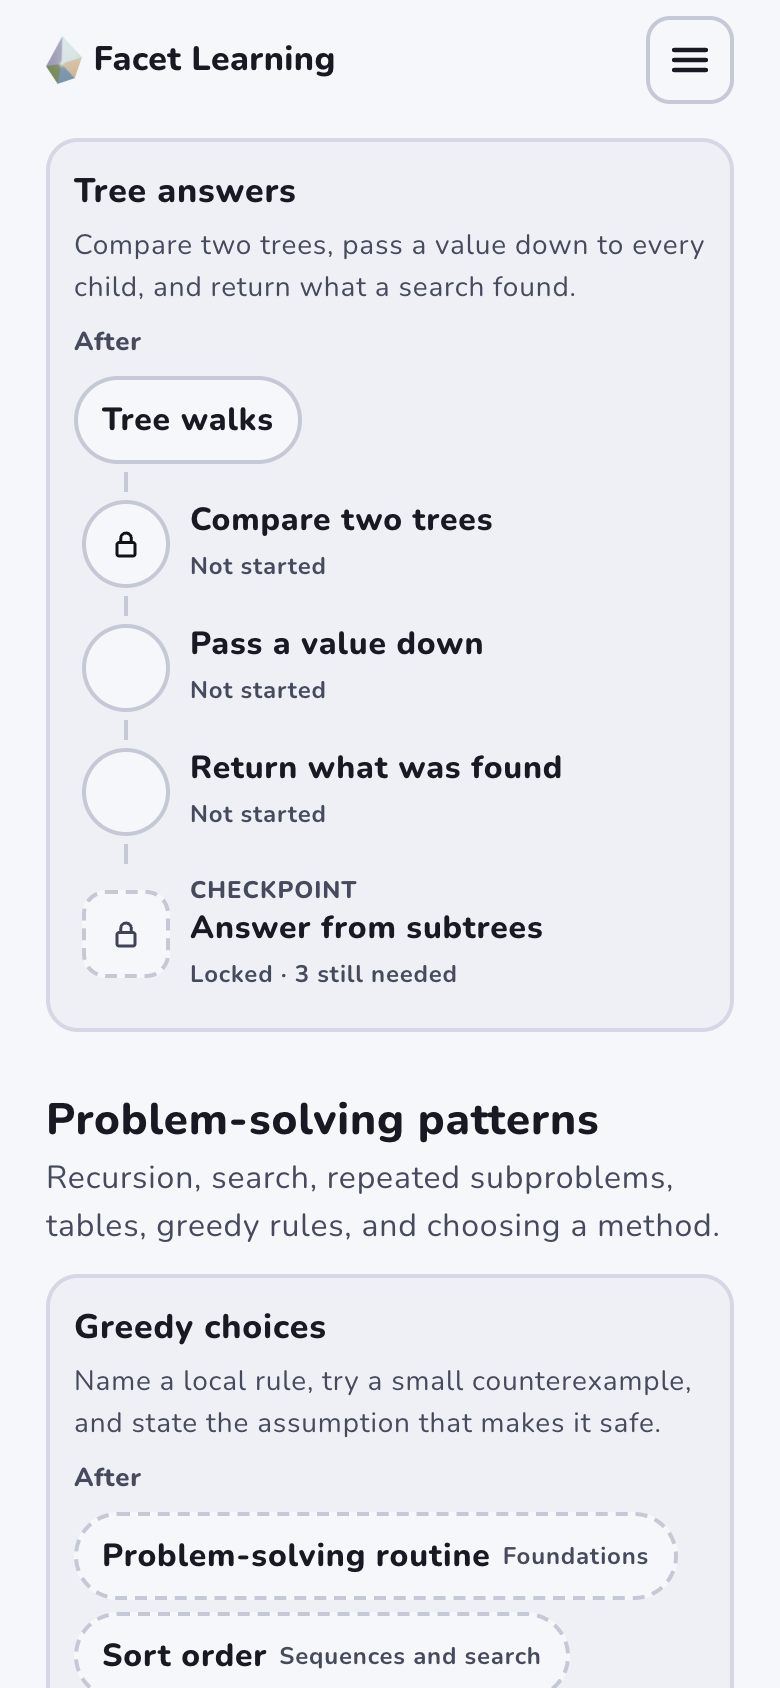 Facet Learning
Tree answers
Compare two trees, pass a value down to every
child, and return what a search found.
After
Tree walks
Compare two trees
Not started
Pass a value down
Not started
Return what was found
Not started
CHECKPOINT
Answer from subtrees
Locked · 3 still needed
Problem-solving patterns
Recursion, search, repeated subproblems,
tables, greedy rules, and choosing a method.
Greedy choices
Name a local rule, try a small counterexample,
and state the assumption that makes it safe.
After
Problem-solving routine Foundations
Sort order Sequences and search